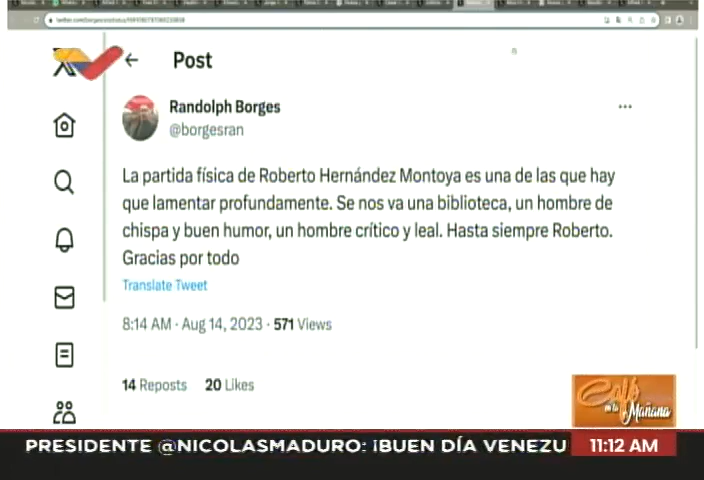 Post
Randolph Borges
@borgesran
La partida física de Roberto Hernández Montoya es una de las que hay
que lamentar profundamente. Se nos va una biblioteca, un hombre de
chispa y buen humor, un hombre crítico y leal. Hasta siempre Roberto.
Gracias por todo
Translate Tweet
8:14 AM · Aug 14, 2023 · 571 Views
14 Reposts 20 Likes
Café
en la
Mañana
PRESIDENTE @NICOLASMADURO: ¡BUEN DÍA VENEZU
11:12 AM